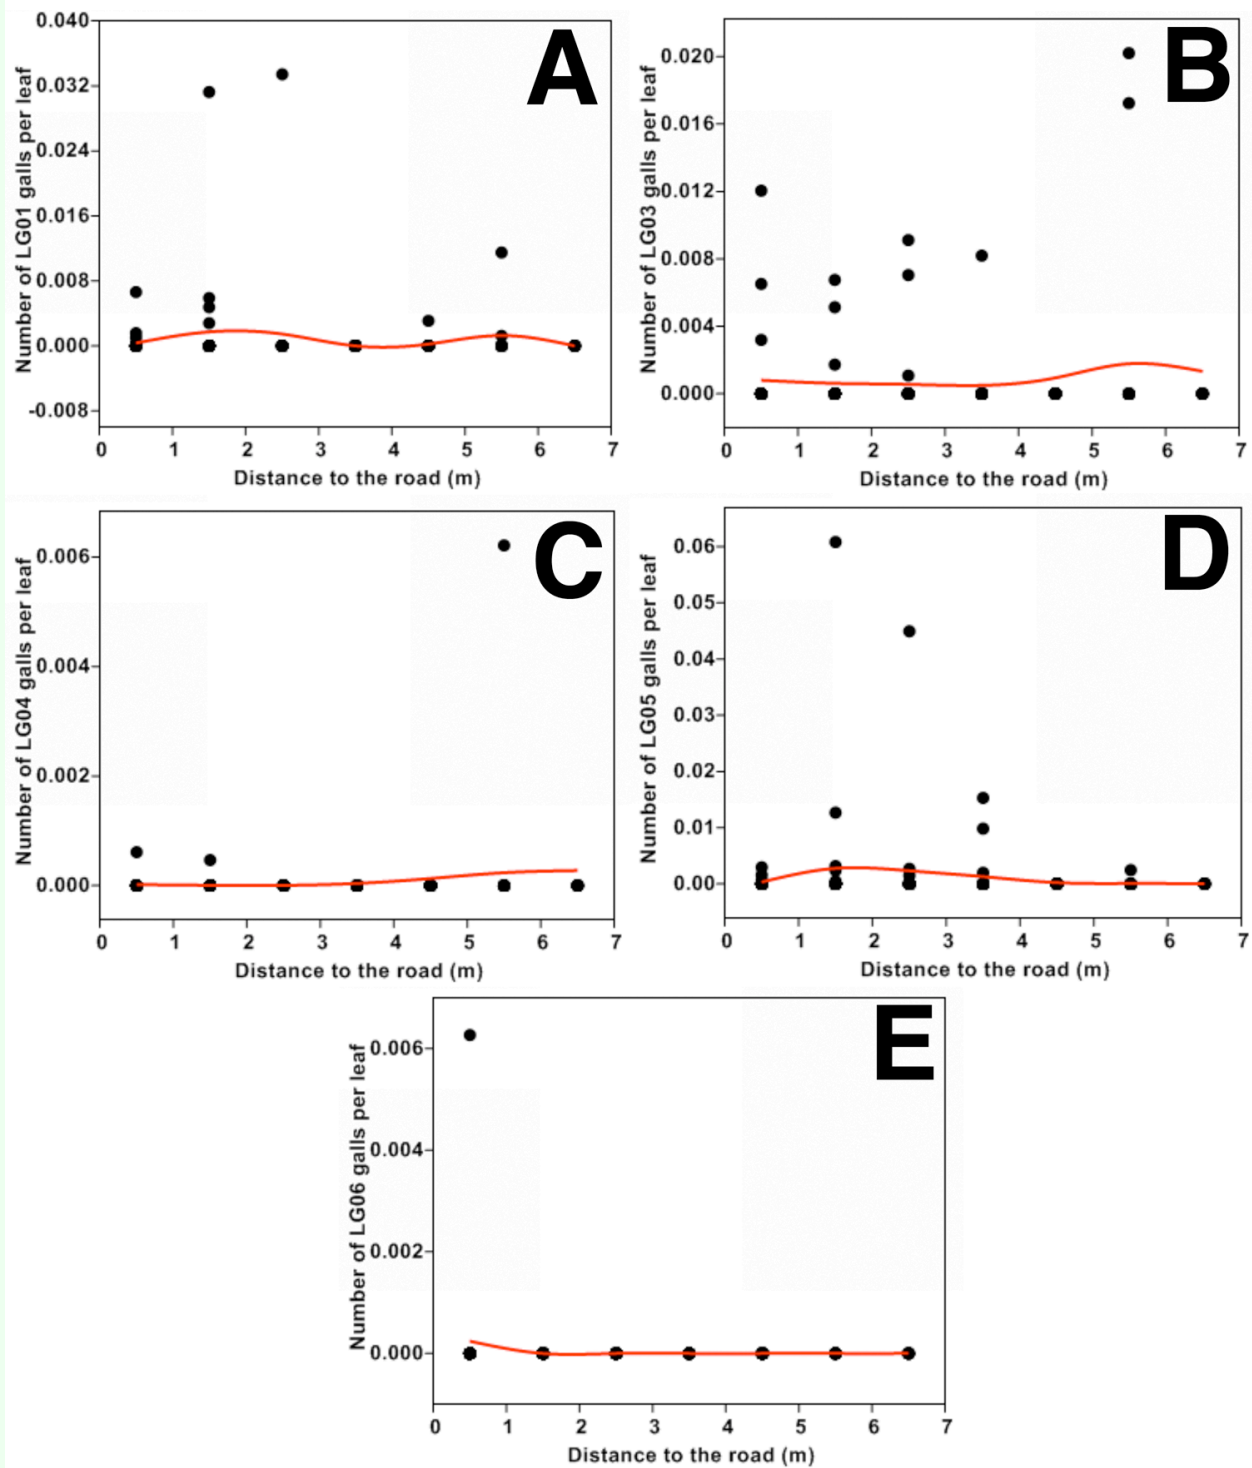 A
Number of LG01 galls per leaf
0.040
0.032
0.024
0.016
0.008
0.000
-0.008
0 1 2 3 4 5 6 7
Distance to the road (m)
B
Number of LG03 galls per leaf
0.020
0.016
0.012
0.008
0.004
0.000
0 1 2 3 4 5 6 7
Distance to the road (m)
C
Number of LG04 galls per leaf
0.006
0.004
0.002
0.000
0 1 2 3 4 5 6 7
Distance to the road (m)
D
Number of LG05 galls per leaf
0.06
0.05
0.04
0.03
0.02
0.01
0.00
0 1 2 3 4 5 6 7
Distance to the road (m)
E
Number of LG06 galls per leaf
0.006
0.004
0.002
0.000
0 1 2 3 4 5 6 7
Distance to the road (m)